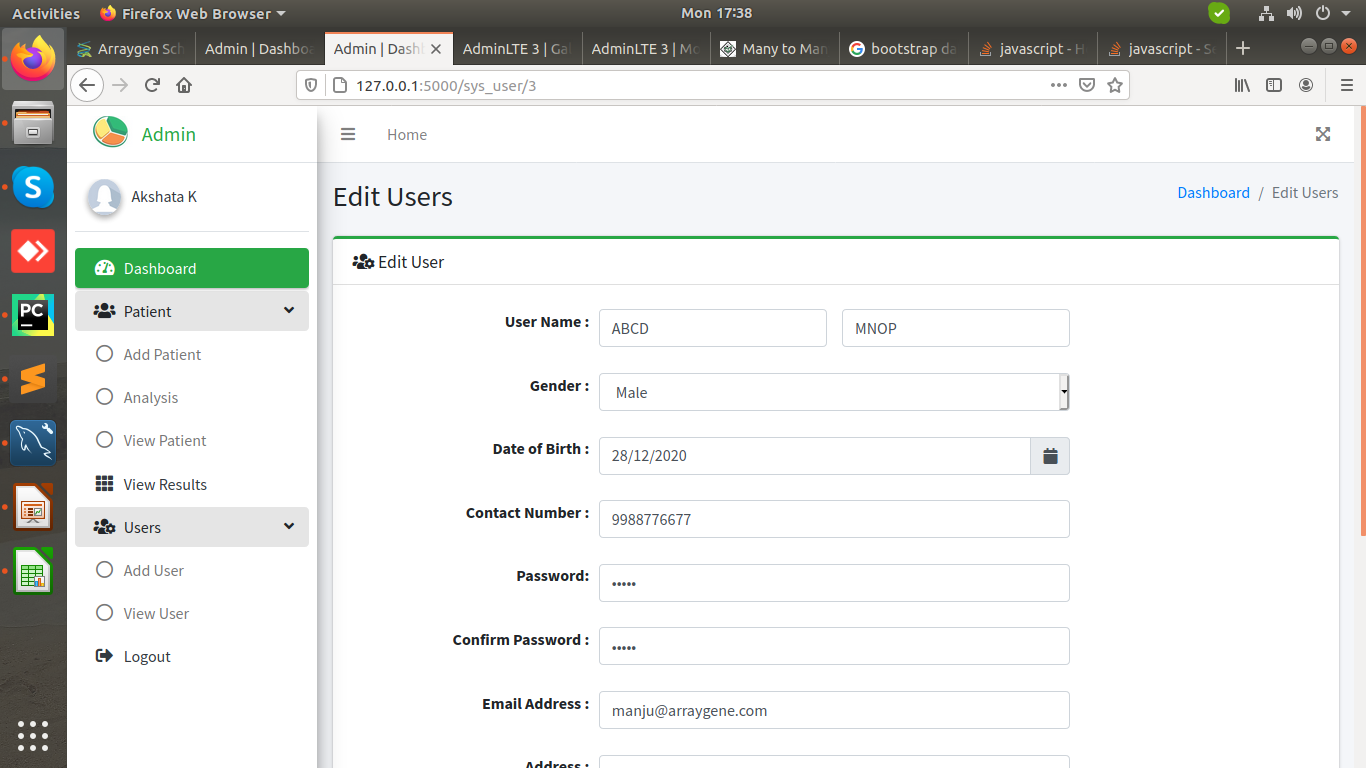 Activities Firefox Web Browser Mon 17:38
Arraygen Sch Admin | Dashboa Admin | Dash AdminLTE 3 | Ga AdminLTE 3 | Mo Many to Man bootstrap da javascript - H javascript - Se
127.0.0.1:5000/sys_user/3
Admin
Home
Akshata K
Edit Users
Dashboard / Edit Users
Dashboard
Patient
Add Patient
Analysis
View Patient
View Results
Users
Add User
View User
Logout
Edit User
User Name : ABCD MNOP
Gender : Male
Date of Birth : 28/12/2020
Contact Number : 9988776677
Password: •••••
Confirm Password : •••••
Email Address : manju@arraygene.com
Address :
S
PC